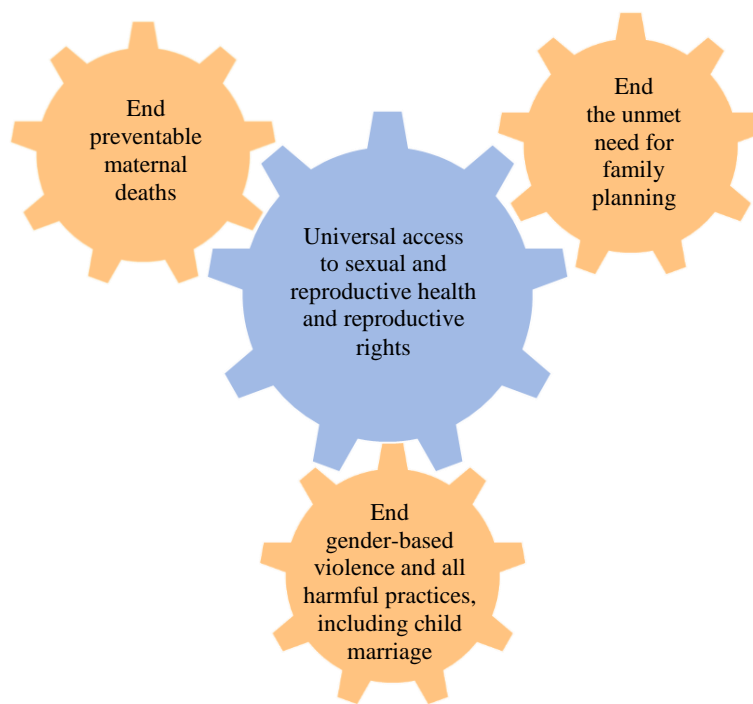 End
preventable
maternal
deaths
End
the unmet
need for
family
planning
Universal access
to sexual and
reproductive health
and reproductive
rights
End
gender-based
violence and all
harmful practices,
including child
marriage